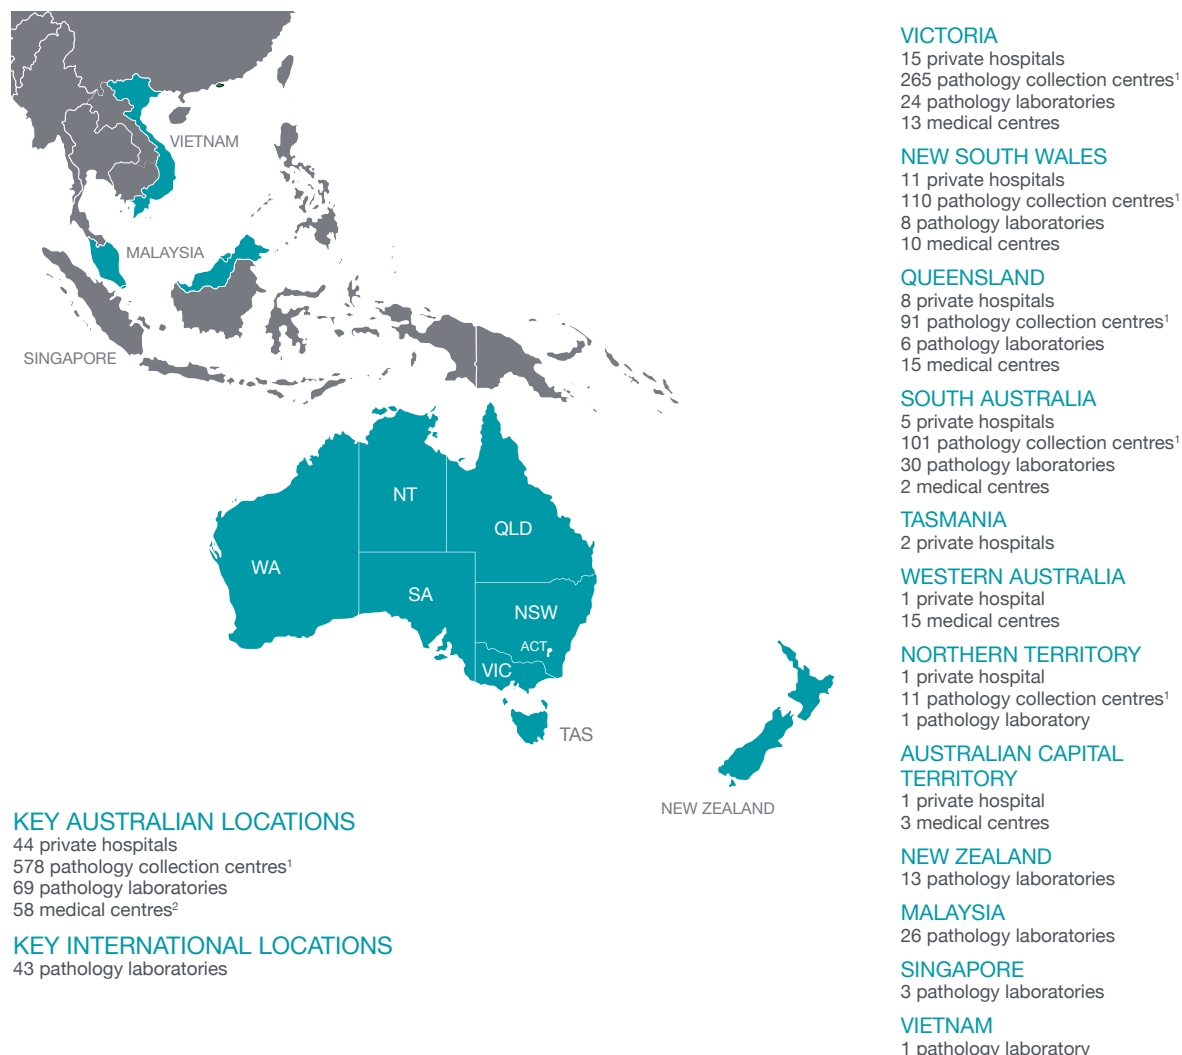 VIETNAM
MALAYSIA
SINGAPORE
NT
QLD
WA
SA
NSW
ACT
VIC
TAS
NEW ZEALAND
KEY AUSTRALIAN LOCATIONS
44 private hospitals
578 pathology collection centres¹
69 pathology laboratories
58 medical centres²
KEY INTERNATIONAL LOCATIONS
43 pathology laboratories
VICTORIA
15 private hospitals
265 pathology collection centres¹
24 pathology laboratories
13 medical centres
NEW SOUTH WALES
11 private hospitals
110 pathology collection centres¹
8 pathology laboratories
10 medical centres
QUEENSLAND
8 private hospitals
91 pathology collection centres¹
6 pathology laboratories
15 medical centres
SOUTH AUSTRALIA
5 private hospitals
101 pathology collection centres¹
30 pathology laboratories
2 medical centres
TASMANIA
2 private hospitals
WESTERN AUSTRALIA
1 private hospital
15 medical centres
NORTHERN TERRITORY
1 private hospital
11 pathology collection centres¹
1 pathology laboratory
AUSTRALIAN CAPITAL
TERRITORY
1 private hospital
3 medical centres
NEW ZEALAND
13 pathology laboratories
MALAYSIA
26 pathology laboratories
SINGAPORE
3 pathology laboratories
VIETNAM
1 pathology laboratory